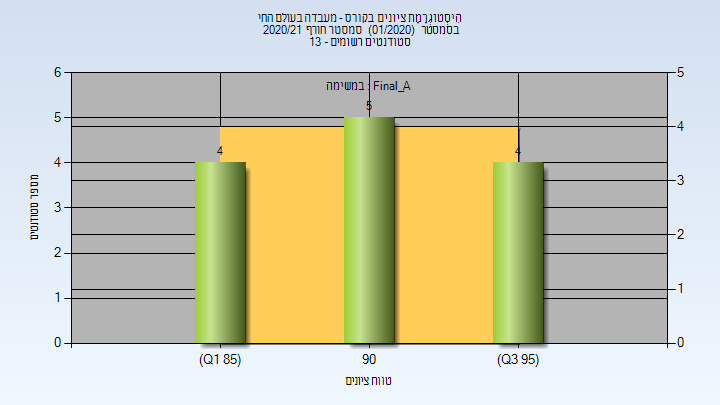 היסטוגרמת ציונים בקורס - מעבדה בעולם החי
בסמסטר (01/2020) סמסטר חורף 2020/21
סטודנטים רשומים - 13
במשימה : Final_A
6
5
4
3
2
1
0
5
4
3
2
1
0
4
5
4
מספר סטודנטים
(Q1 85)
90
(Q3 95)
טווח ציונים